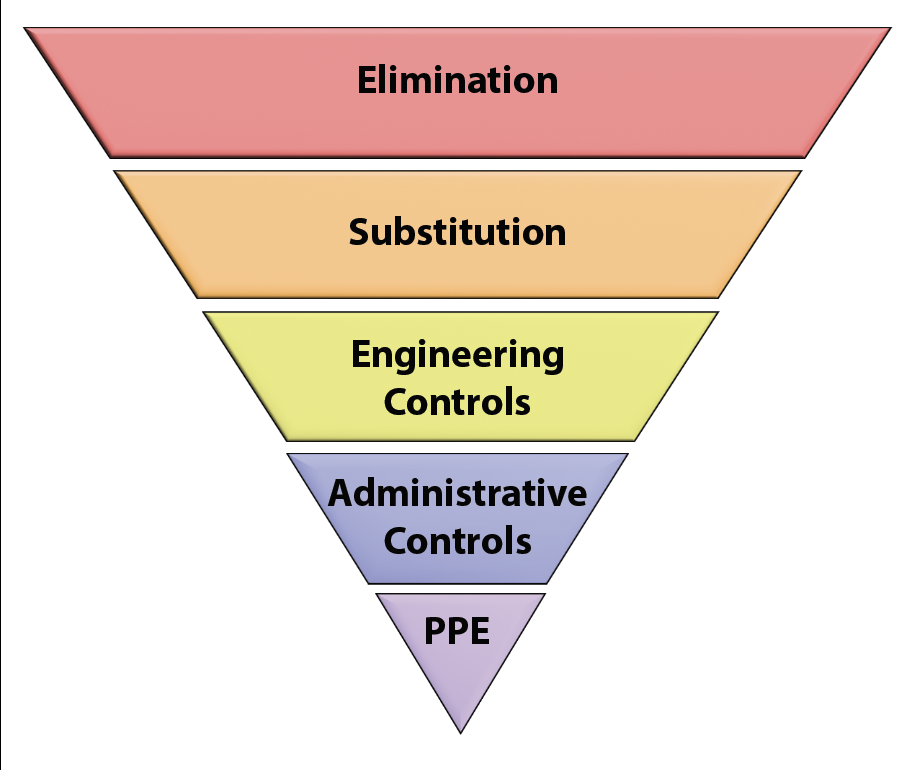 Elimination
Substitution
Engineering
Controls
Administrative
Controls
PPE